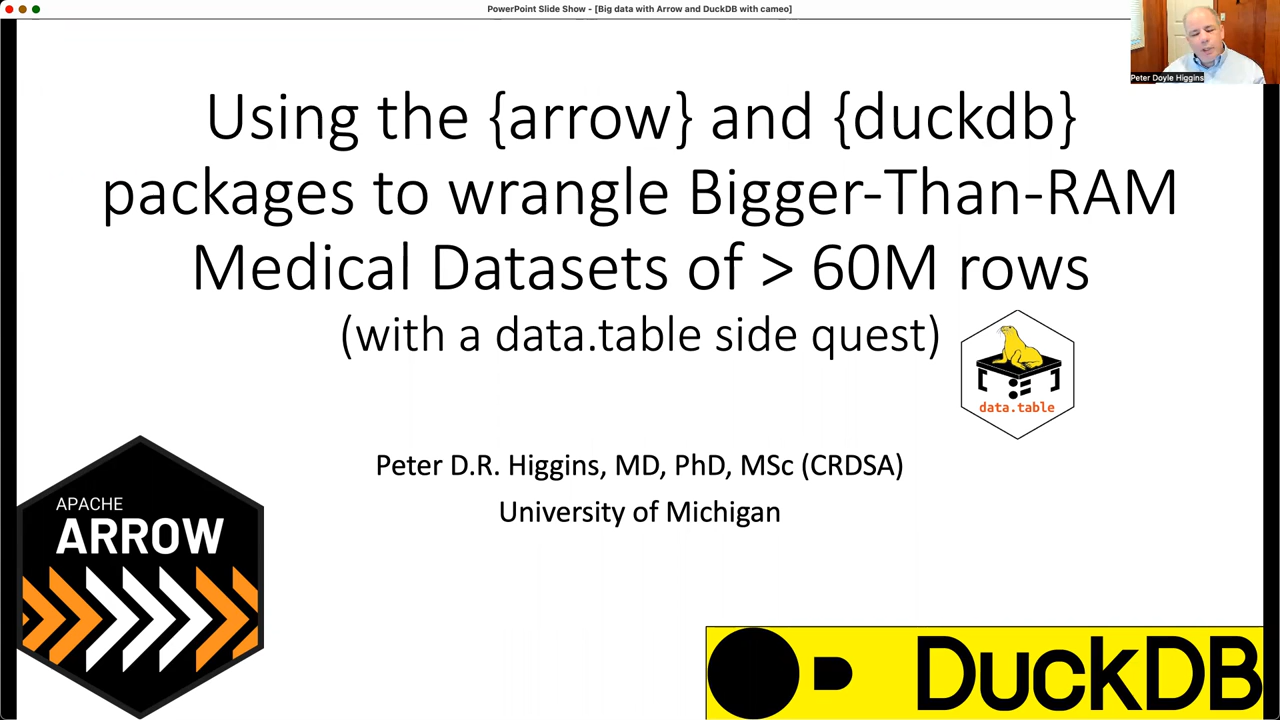 PowerPoint Slide Show - [Big data with Arrow and DuckDB with cameo]
Peter Doyle Higgins
Using the {arrow} and {duckdb}
packages to wrangle Bigger-Than-RAM
Medical Datasets of > 60M rows
(with a data.table side quest)
data.table
Peter D.R. Higgins, MD, PhD, MSc (CRDSA)
University of Michigan
APACHE
ARROW
DuckDB